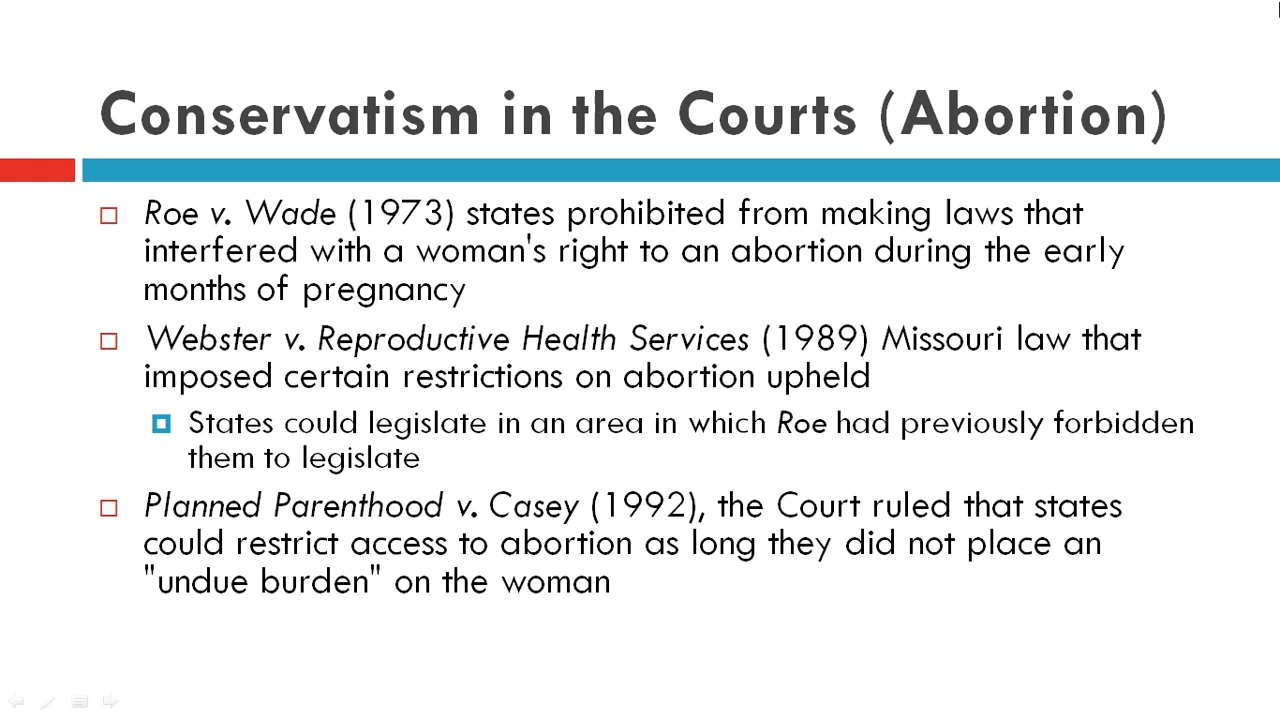 Conservatism in the Courts (Abortion)
Roe v. Wade (1973) states prohibited from making laws that
interfered with a woman's right to an abortion during the early
months of pregnancy
Webster v. Reproductive Health Services (1989) Missouri law that
imposed certain restrictions on abortion upheld
States could legislate in an area in which Roe had previously forbidden
them to legislate
Planned Parenthood v. Casey (1992), the Court ruled that states
could restrict access to abortion as long they did not place an
"undue burden" on the woman